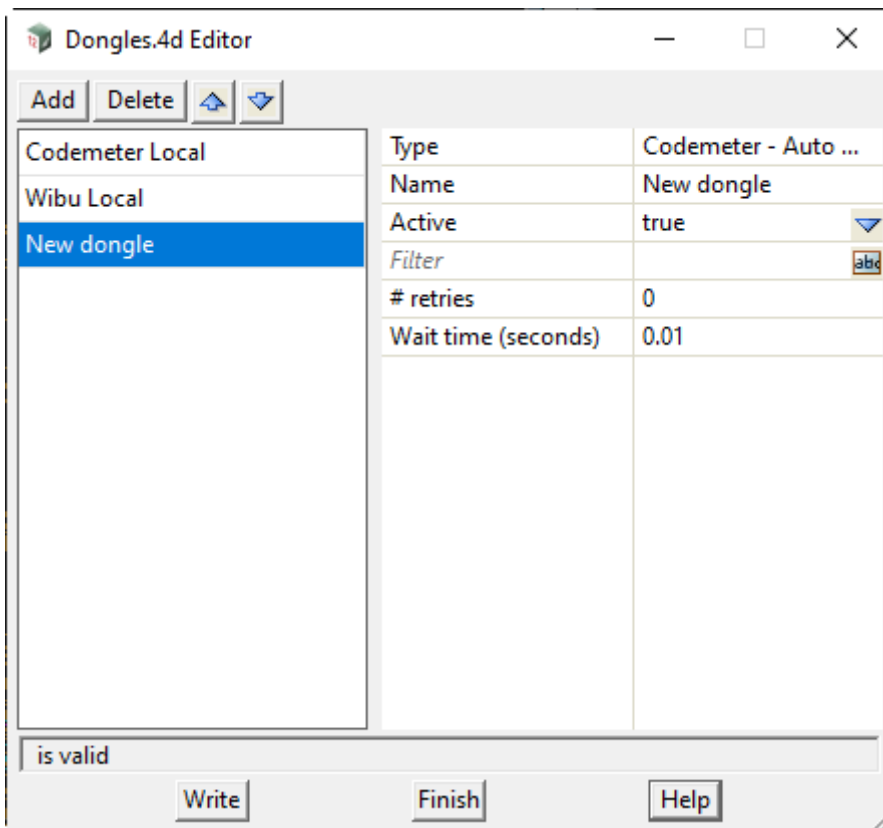 Dongles.4d Editor
Add Delete
Codemeter Local
Wibu Local
New dongle
Type Codemeter - Auto ...
Name New dongle
Active true
Filter abc
# retries 0
Wait time (seconds) 0.01
is valid
Write Finish Help